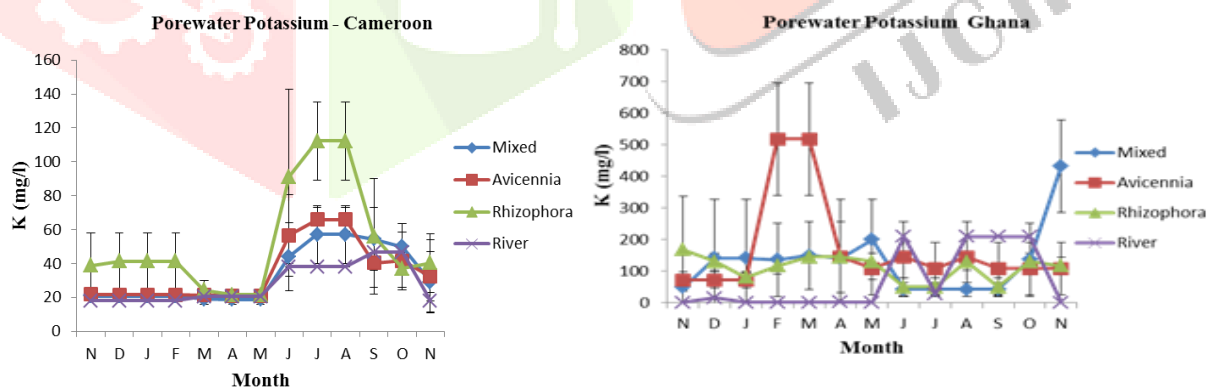 Porewater Potassium - Cameroon
160
140
120
100
80
60
40
20
0
K (mg/l)
N D J F M A M J J A S O N
Month
Mixed
Avicennia
Rhizophora
River
Porewater Potassium Ghana
800
700
600
500
400
300
200
100
0
K (mg/l)
N D J F M A M J J A S O N
Month
Mixed
Avicennia
Rhizophora
River